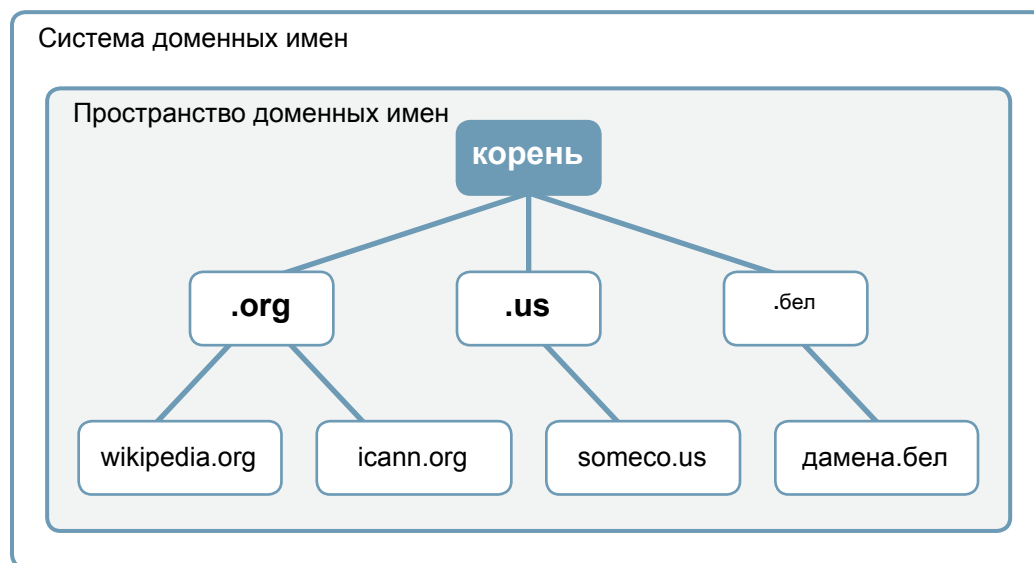 Система доменных имен
Пространство доменных имен
корень
.org
.us
.бел
wikipedia.org
icann.org
someco.us
дамена.бел